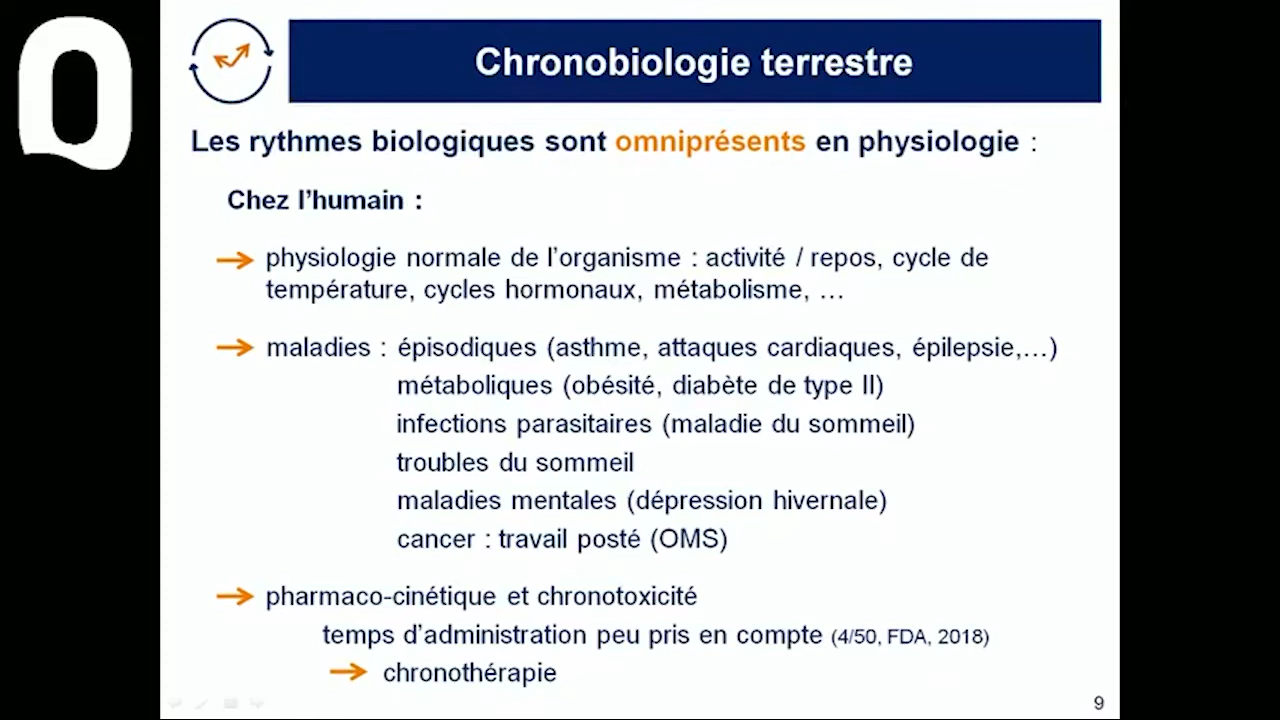 Chronobiologie terrestre
Les rythmes biologiques sont omniprésents en physiologie :
Chez l’humain :
physiologie normale de l’organisme : activité / repos, cycle de
température, cycles hormonaux, métabolisme, …
maladies : épisodiques (asthme, attaques cardiaques, épilepsie,…)
métaboliques (obésité, diabète de type II)
infections parasitaires (maladie du sommeil)
troubles du sommeil
maladies mentales (dépression hivernale)
cancer : travail posté (OMS)
pharmaco-cinétique et chronotoxicité
temps d’administration peu pris en compte (4/50, FDA, 2018)
chronothérapie
9